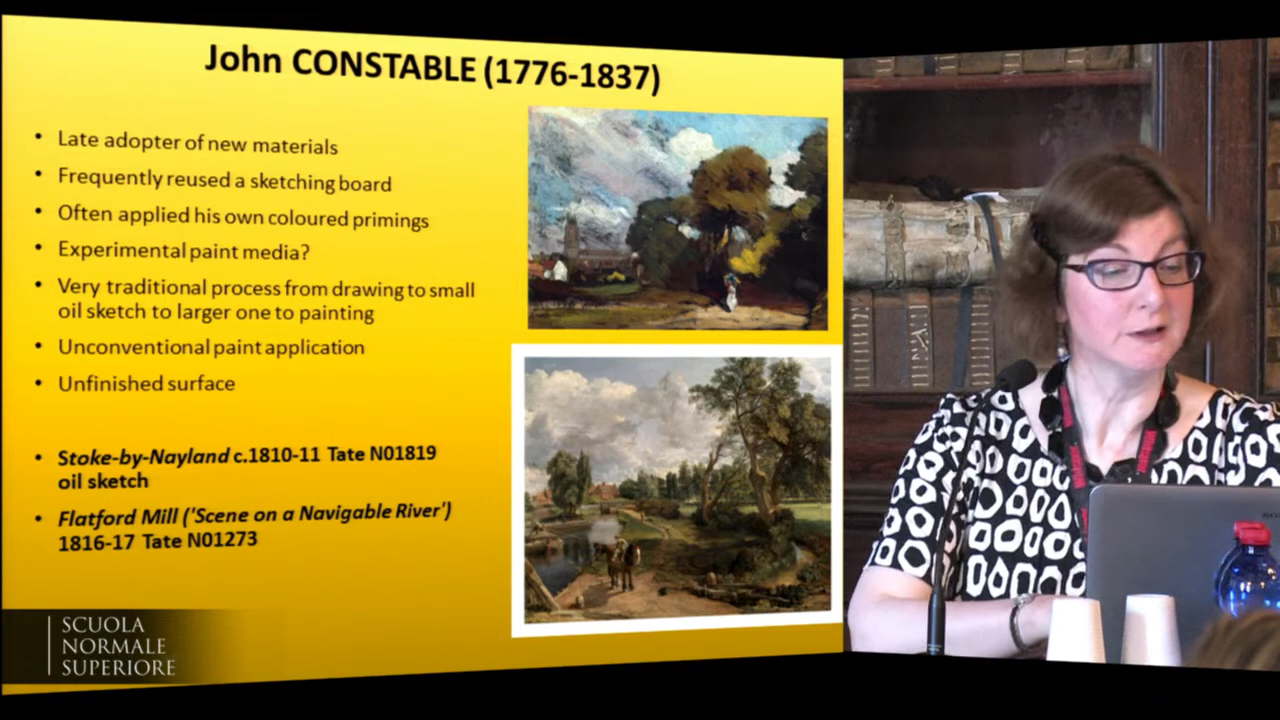 John CONSTABLE (1776-1837)
• Late adopter of new materials
• Frequently reused a sketching board
• Often applied his own coloured primings
• Experimental paint media?
• Very traditional process from drawing to small
oil sketch to larger one to painting
• Unconventional paint application
• Unfinished surface
• Stoke-by-Nayland c.1810-11 Tate N01819
oil sketch
• Flatford Mill ('Scene on a Navigable River')
1816-17 Tate N01273
SCUOLA
NORMALE
SUPERIORE